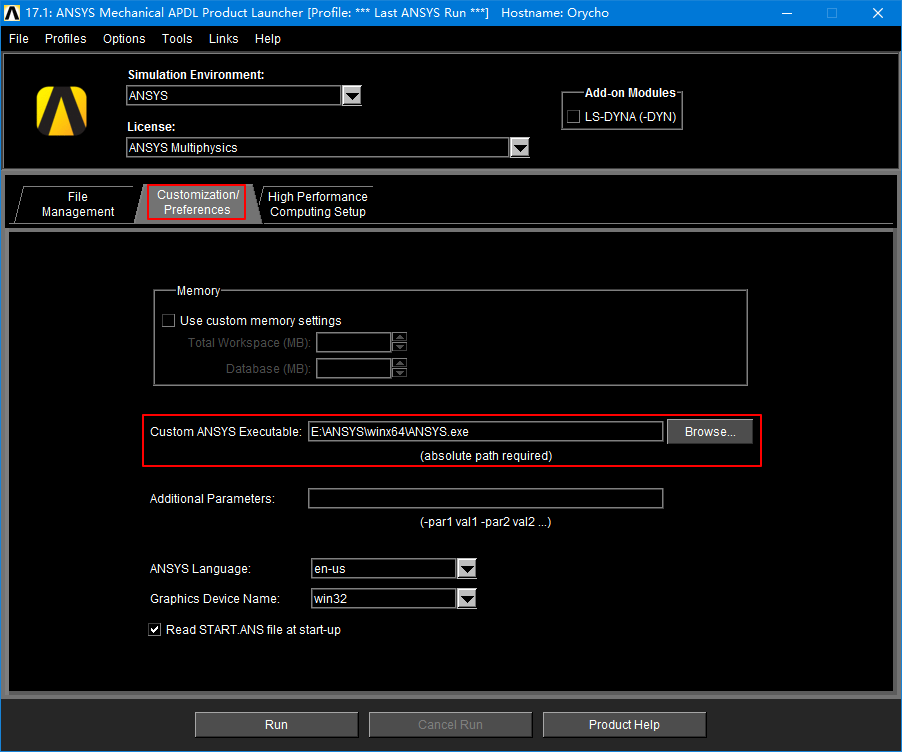 17.1: ANSYS Mechanical APDL Product Launcher [Profile: *** Last ANSYS Run ***] Hostname: Orycho
File Profiles Options Tools Links Help
Simulation Environment:
ANSYS
Add-on Modules
LS-DYNA (-DYN)
License:
ANSYS Multiphysics
File
Management
Customization/
Preferences
High Performance
Computing Setup
Memory
Use custom memory settings
Total Workspace (MB):
Database (MB):
Custom ANSYS Executable: E:\ANSYS\winx64\ANSYS.exe Browse...
(absolute path required)
Additional Parameters:
(-par1 val1 -par2 val2 ...)
ANSYS Language: en-us
Graphics Device Name: win32
Read START.ANS file at start-up
Run Cancel Run Product Help